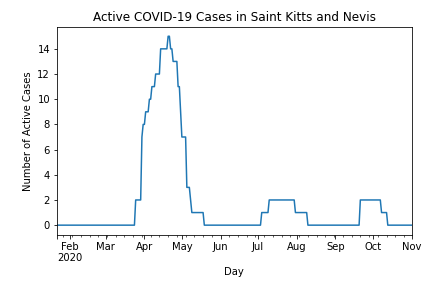 Active COVID-19 Cases in Saint Kitts and Nevis
Number of Active Cases
14
12
10
8
6
4
2
0
Feb Mar Apr May Jun Jul Aug Sep Oct Nov
2020
Day